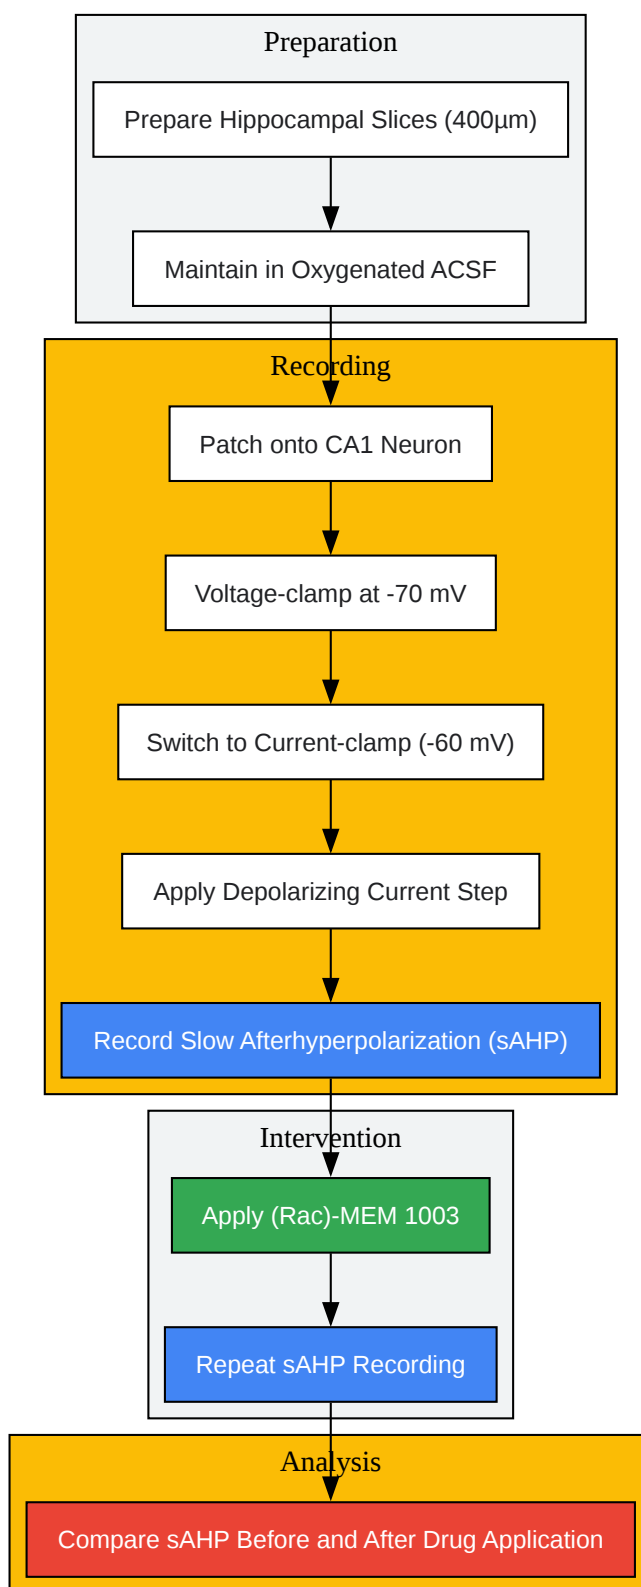 Preparation
Prepare Hippocampal Slices (400µm)
Maintain in Oxygenated ACSF
Recording
Patch onto CA1 Neuron
Voltage-clamp at -70 mV
Switch to Current-clamp (-60 mV)
Apply Depolarizing Current Step
Record Slow Afterhyperpolarization (sAHP)
Intervention
Apply (Rac)-MEM 1003
Repeat sAHP Recording
Analysis
Compare sAHP Before and After Drug Application